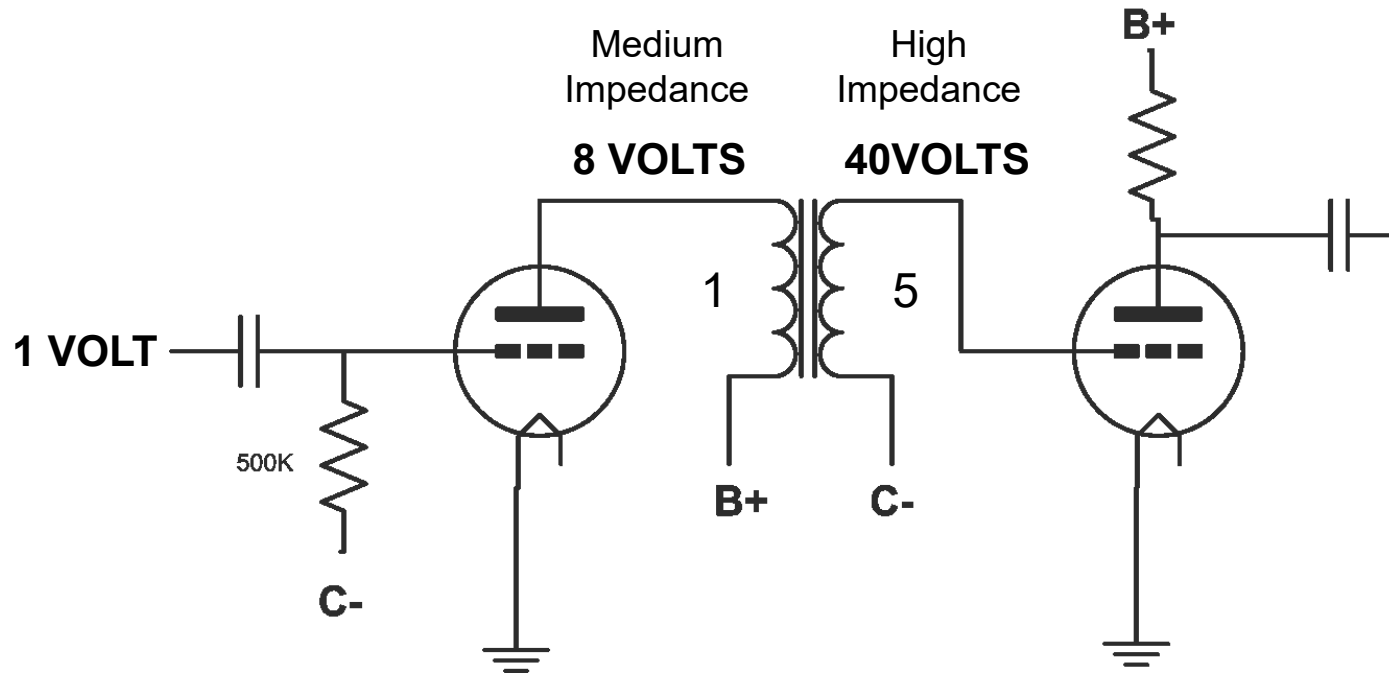 B+
Medium
Impedance
High
Impedance
8 VOLTS
40VOLTS
1
5
1 VOLT
500K
B+
C-
C-